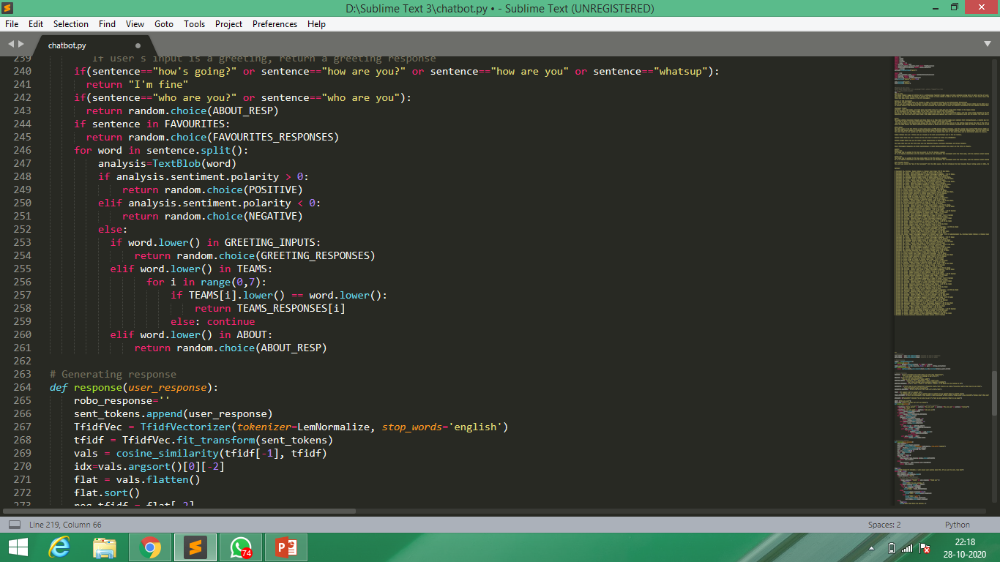 D:\Sublime Text 3\chatbot.py • - Sublime Text (UNREGISTERED)
File Edit Selection Find View Goto Tools Project Preferences Help
chatbot.py
239 If user's input is a greeting, return a greeting response
240 if(sentence=="how's going?" or sentence=="how are you?" or sentence=="how are you" or sentence=="whatsup"):
241 return "I'm fine"
242 if(sentence=="who are you?" or sentence=="who are you"):
243 return random.choice(ABOUT_RESP)
244 if sentence in FAVOURITES:
245 return random.choice(FAVOURITES_RESPONSES)
246 for word in sentence.split():
247 analysis=TextBlob(word)
248 if analysis.sentiment.polarity > 0:
249 return random.choice(POSITIVE)
250 elif analysis.sentiment.polarity < 0:
251 return random.choice(NEGATIVE)
252 else:
253 if word.lower() in GREETING_INPUTS:
254 return random.choice(GREETING_RESPONSES)
255 elif word.lower() in TEAMS:
256 for i in range(0,7):
257 if TEAMS[i].lower() == word.lower():
258 return TEAMS_RESPONSES[i]
259 else: continue
260 elif word.lower() in ABOUT:
261 return random.choice(ABOUT_RESP)
262
263 # Generating response
264 def response(user_response):
265 robo_response=''
266 sent_tokens.append(user_response)
267 TfidfVec = TfidfVectorizer(tokenizer=LemNormalize, stop_words='english')
268 tfidf = TfidfVec.fit_transform(sent_tokens)
269 vals = cosine_similarity(tfidf[-1], tfidf)
270 idx=vals.argsort()[0][-2]
271 flat = vals.flatten()
272 flat.sort()
273 req_tfidf = flat[-2]
Line 219, Column 66 Spaces: 2 Python
74
22:18
28-10-2020